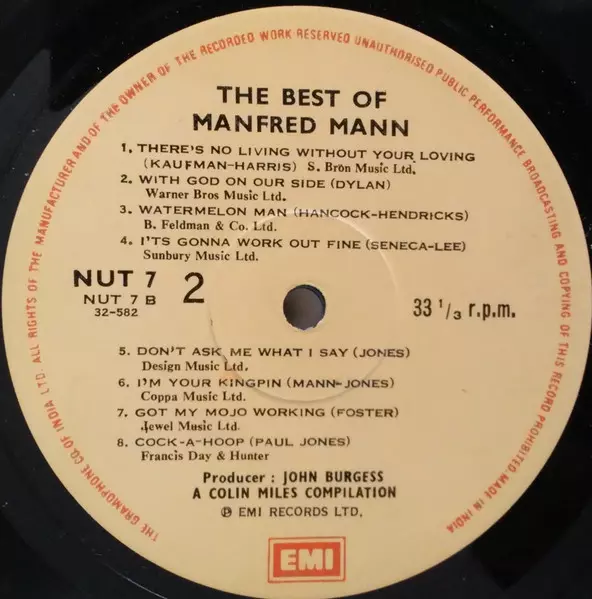 THE GRAMOPHONE CO. OF INDIA LTD. ALL RIGHTS OF THE MANUFACTURER AND OF THE OWNER OF THE RECORDED WORK RESERVED UNAUTHORISED PUBLIC PERFORMANCE BROADCASTING AND COPYING OF THIS RECORD PROHIBITED. MADE IN INDIA
THE BEST OF
MANFRED MANN
1. THERE'S NO LIVING WITHOUT YOUR LOVING
(KAUFMAN-HARRIS) S. Bron Music Ltd.
2. WITH GOD ON OUR SIDE (DYLAN)
Warner Bros Music Ltd.
3. WATERMELON MAN (HANCOCK-HENDRICKS)
B. Feldman & Co. Ltd.
4. I'TS GONNA WORK OUT FINE (SENECA-LEE)
Sunbury Music Ltd.
NUT 7
NUT 7 B
32-582
2
33 1/3 r.p.m.
5. DON'T ASK ME WHAT I SAY (JONES)
Design Music Ltd.
6. I'M YOUR KINGPIN (MANN-JONES)
Coppa Music Ltd.
7. GOT MY MOJO WORKING (FOSTER)
Jewel Music Ltd.
8. COCK-A-HOOP (PAUL JONES)
Francis Day & Hunter
Producer : JOHN BURGESS
A COLIN MILES COMPILATION
℗ EMI RECORDS LTD.
EMI